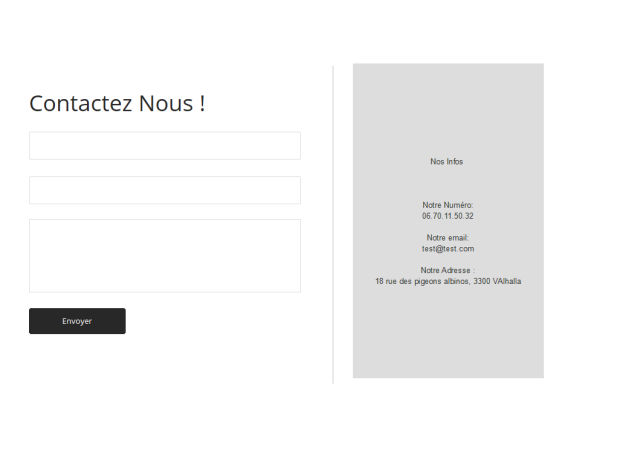 Contactez Nous !
Envoyer
Nos Infos
Notre Numéro:
06.70.11.50.32
Notre email:
test@test.com
Notre Adresse :
18 rue des pigeons albinos, 3300 VAlhalla